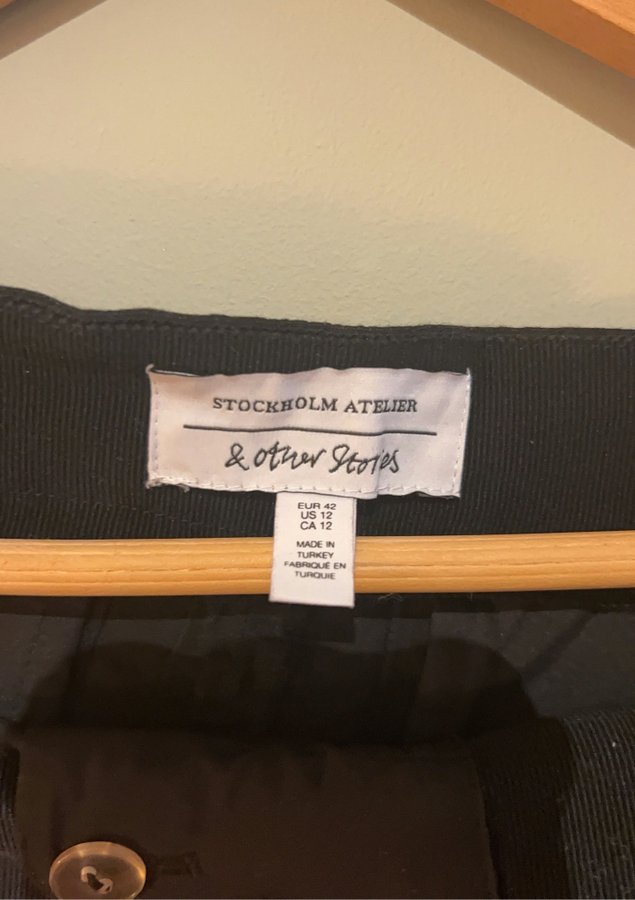 STOCKHOLM ATELIER
& other Stories
EUR 42
US 12
CA 12
MADE IN
TURKEY
FABRIQUÉ EN
TURQUIE